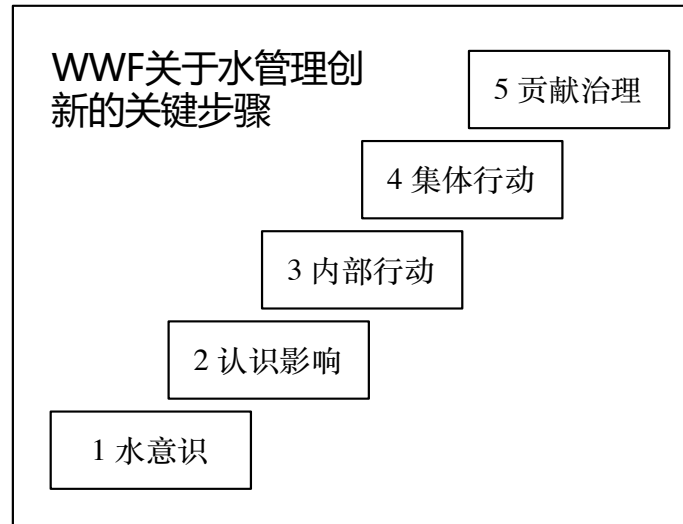 WWF关于水管理创
新的关键步骤
5 贡献治理
4 集体行动
3 内部行动
2 认识影响
1 水意识